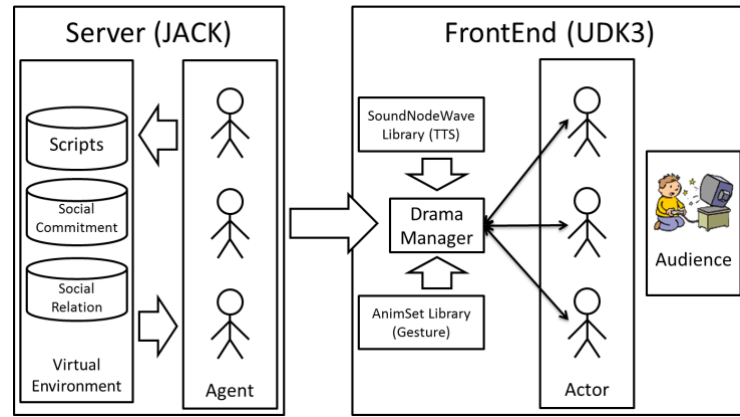 Server (JACK)
Scripts
Social
Commitment
Social
Relation
Virtual
Environment
Agent
FrontEnd (UDK3)
SoundNodeWave
Library (TTS)
Drama
Manager
AnimSet Library
(Gesture)
Actor
Audience